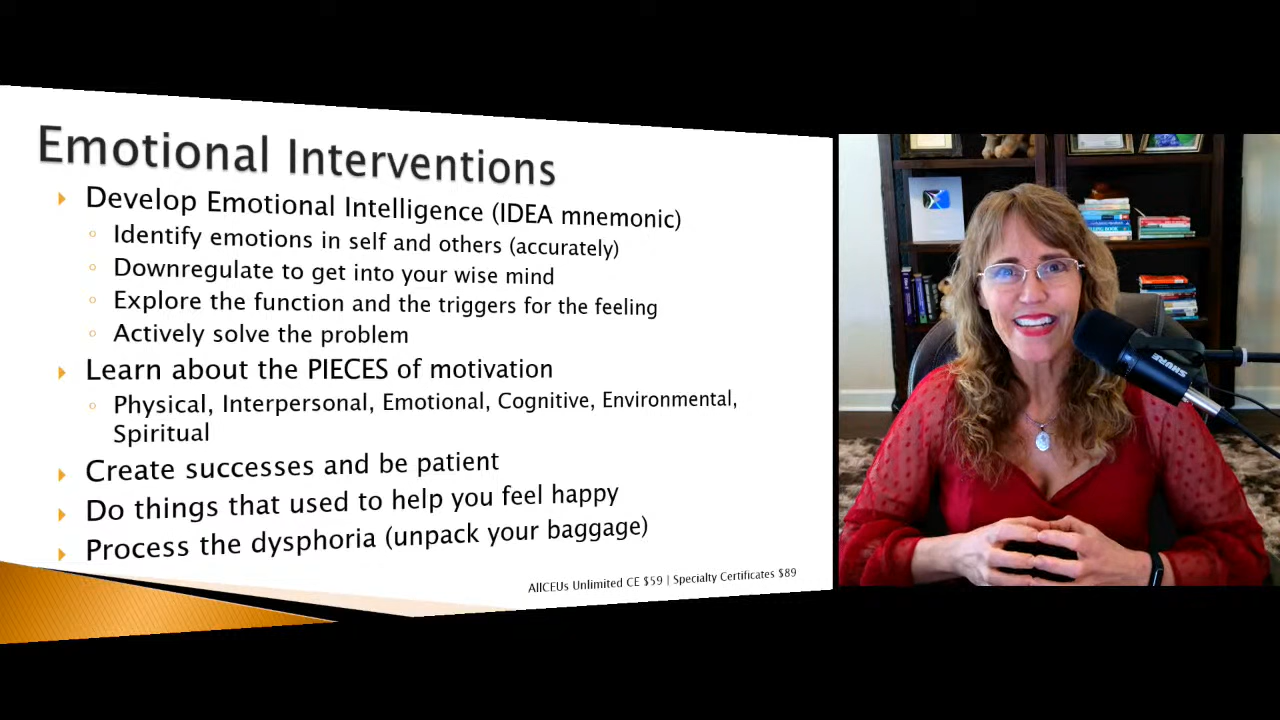 Emotional Interventions
Develop Emotional Intelligence (IDEA mnemonic)
Identify emotions in self and others (accurately)
Downregulate to get into your wise mind
Explore the function and the triggers for the feeling
Actively solve the problem
Learn about the PIECES of motivation
Physical, Interpersonal, Emotional, Cognitive, Environmental,
Spiritual
Create successes and be patient
Do things that used to help you feel happy
Process the dysphoria (unpack your baggage)
AllCEUs Unlimited CE $59 | Specialty Certificates $89
SHURE